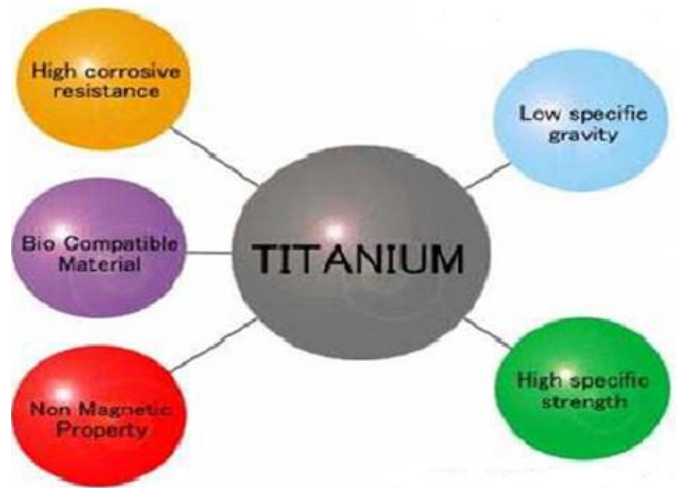 High corrosive
resistance
Low specific
gravity
Bio Compatible
Material
TITANIUM
Non Magnetic
Property
High specific
strength